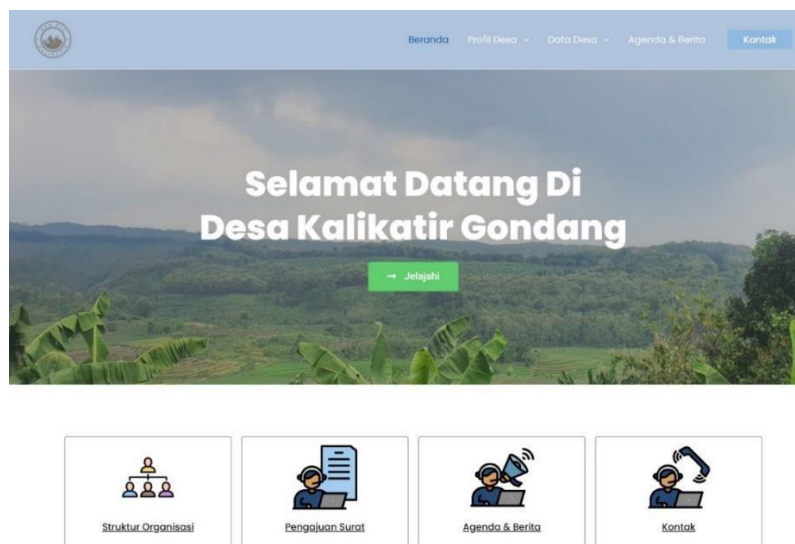 Beranda
Profil Desa
Data Desa
Agenda & Berita
Kontak
Selamat Datang Di
Desa Kalikatir Gondang
→ Jelajahi
Struktur Organisasi
Pengajuan Surat
Agenda & Berita
Kontak